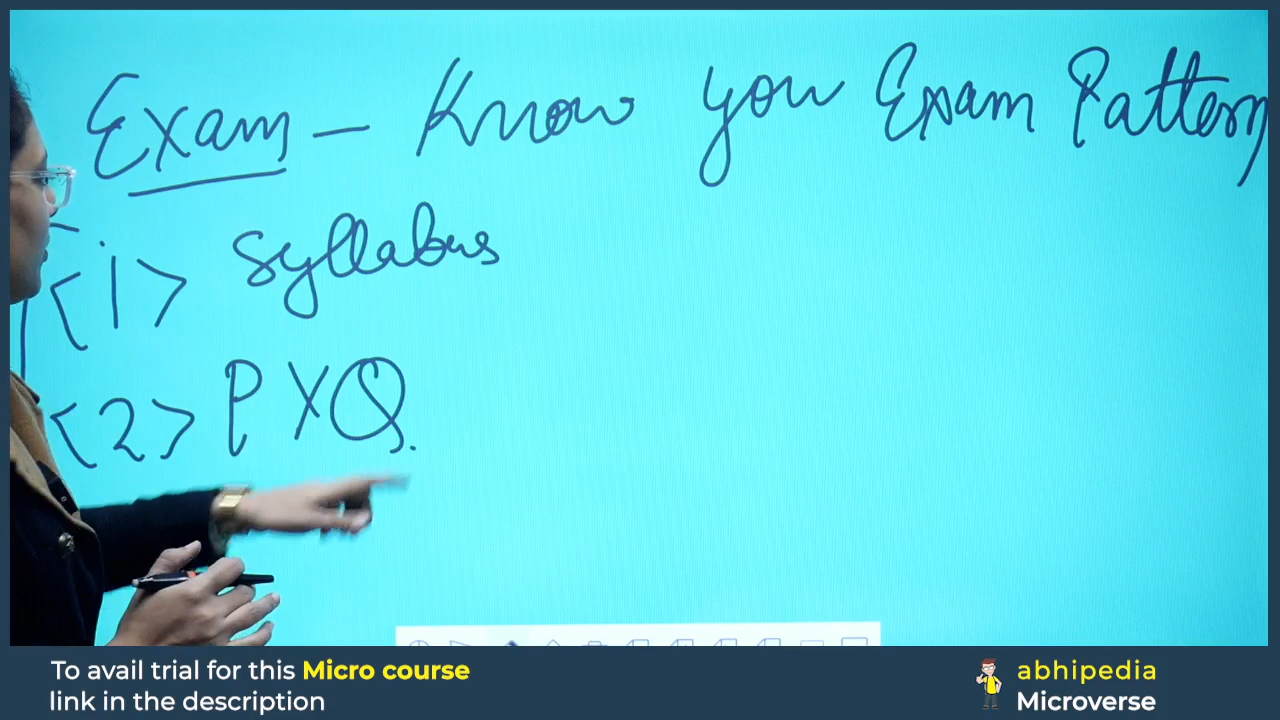 Exam - Know you Exam Pattern
<1> Syllabus
<2> PYQ.
To avail trial for this Micro course
link in the description
abhipedia
Microverse